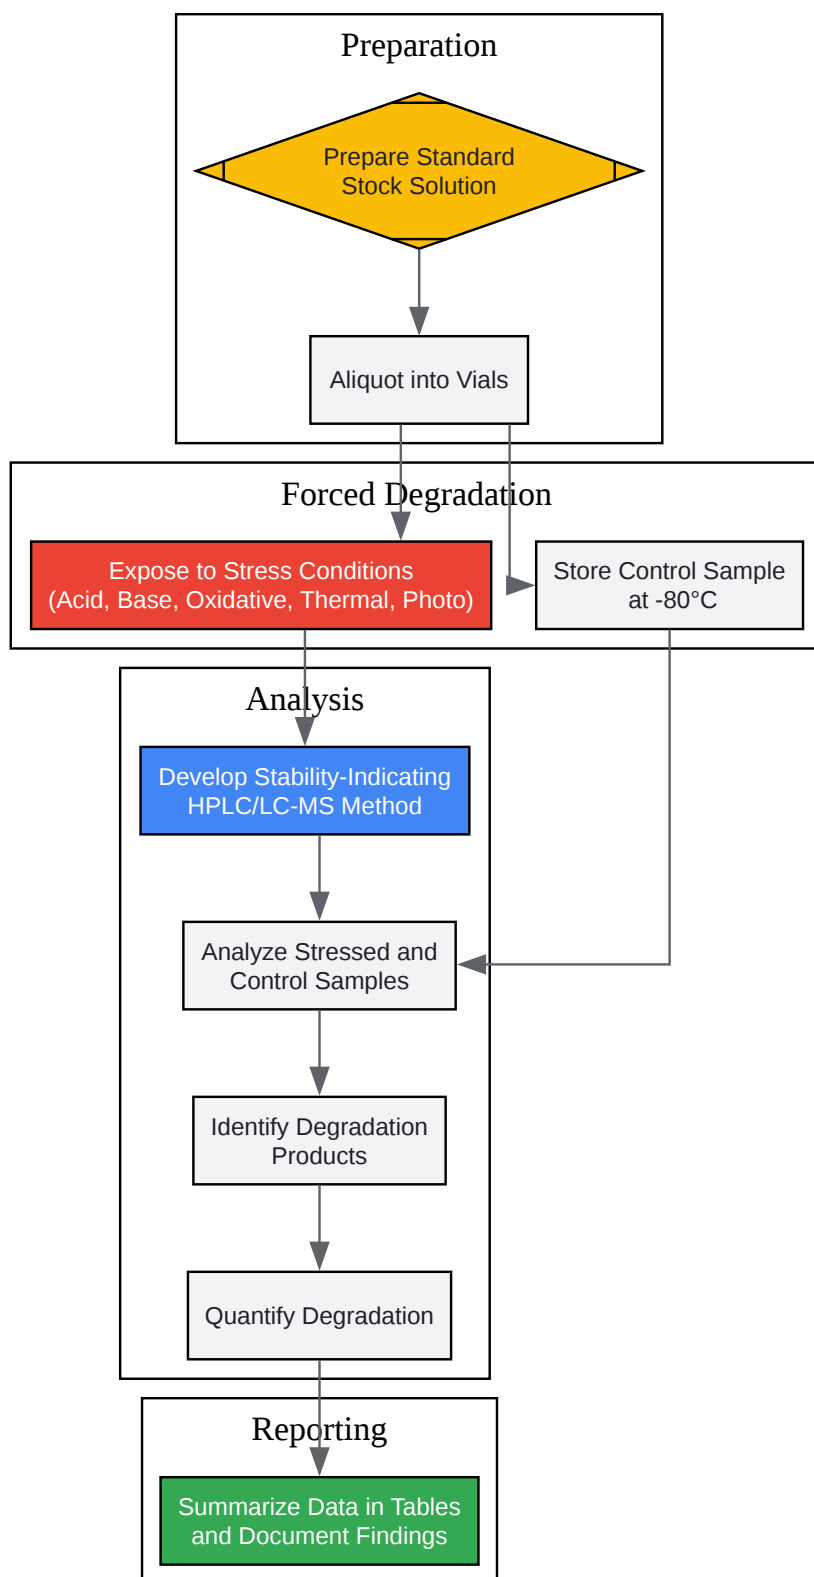 Preparation
Prepare Standard
Stock Solution
Aliquot into Vials
Forced Degradation
Expose to Stress Conditions
(Acid, Base, Oxidative, Thermal, Photo)
Store Control Sample
at -80°C
Analysis
Develop Stability-Indicating
HPLC/LC-MS Method
Analyze Stressed and
Control Samples
Identify Degradation
Products
Quantify Degradation
Reporting
Summarize Data in Tables
and Document Findings